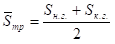 S̅тр = (Sн.г. + Sк.г.) / 2